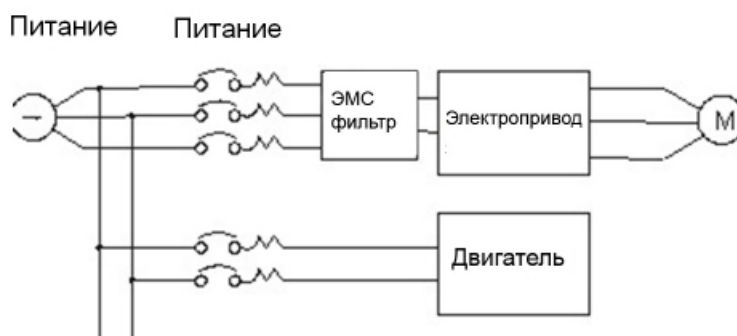 Питание Питание
ЭМС
фильтр
Электропривод
М
Двигатель